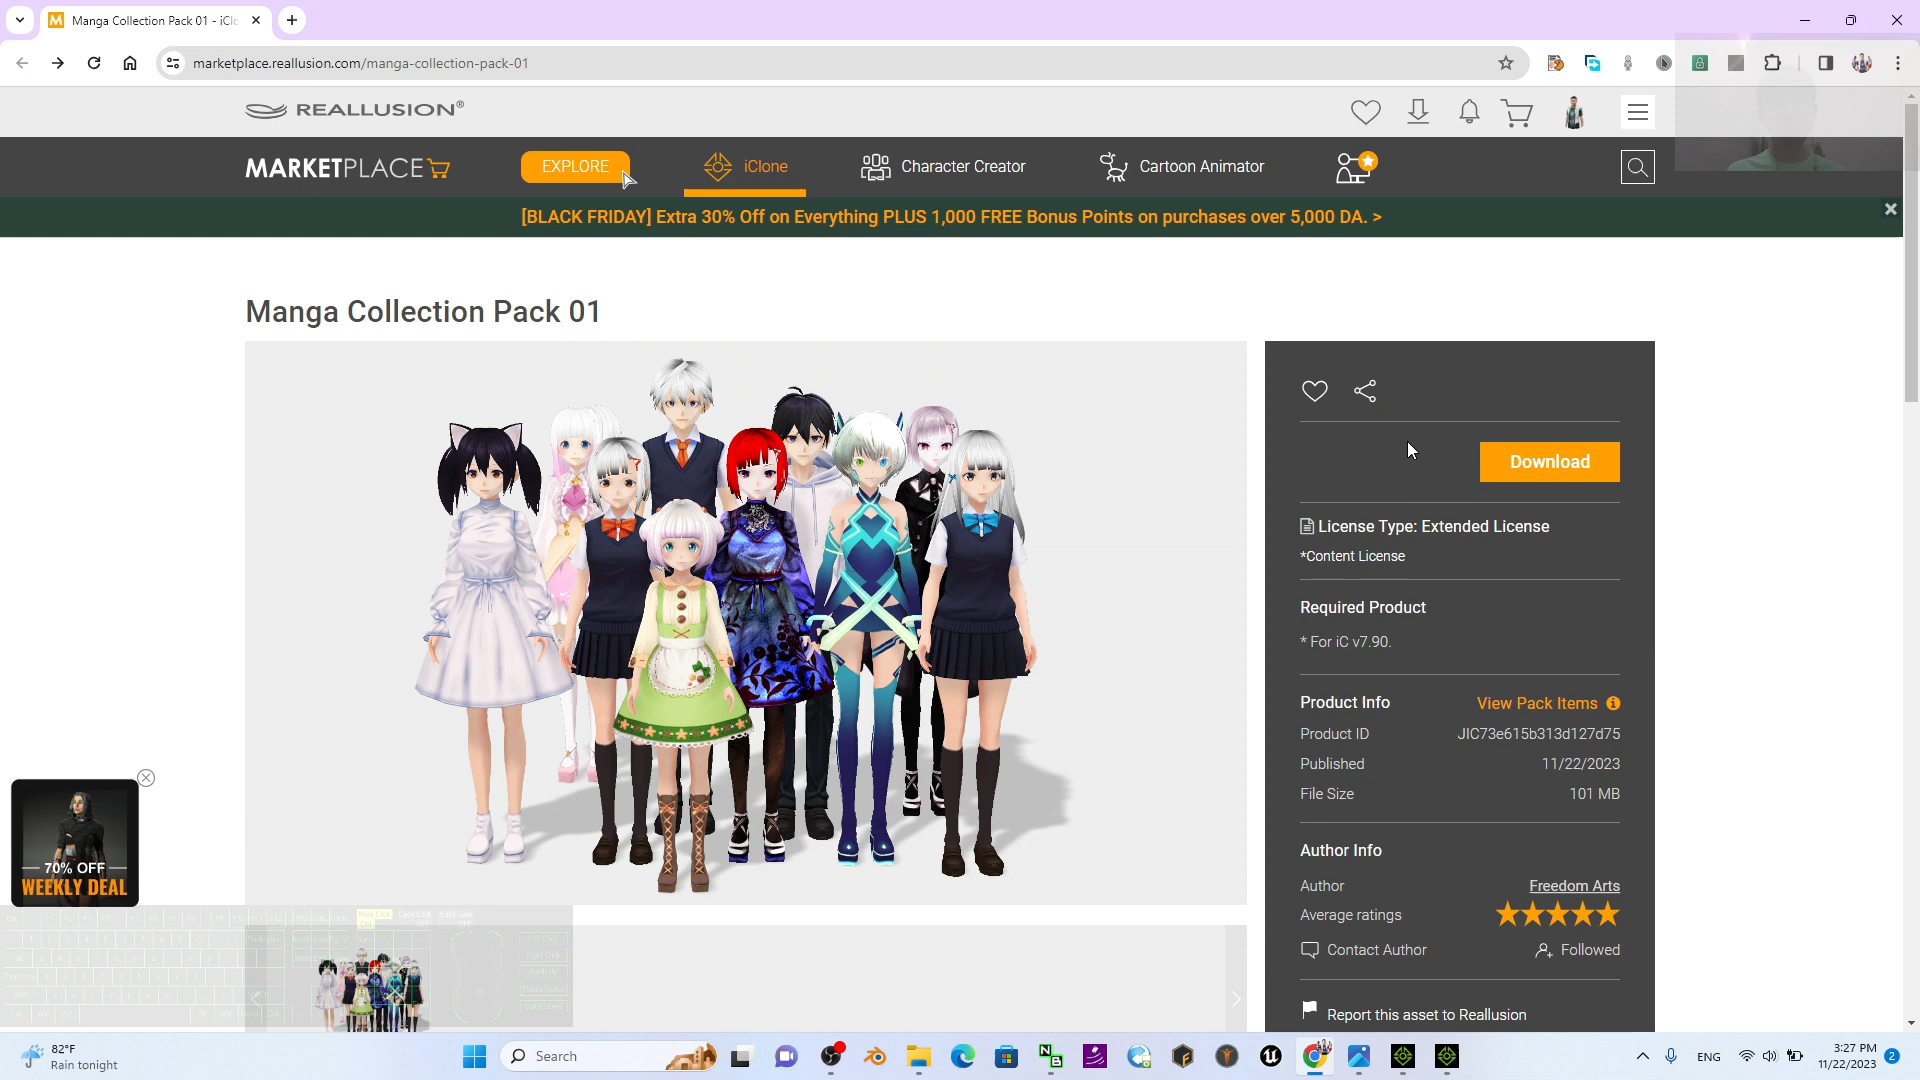 Manga Collection Pack 01 - iClo
marketplace.reallusion.com/manga-collection-pack-01
REALLUSION®
MARKETPLACE
EXPLORE
iClone
Character Creator
Cartoon Animator
[BLACK FRIDAY] Extra 30% Off on Everything PLUS 1,000 FREE Bonus Points on purchases over 5,000 DA. >
Manga Collection Pack 01
Download
License Type: Extended License
*Content License
Required Product
* For iC v7.90.
Product Info
View Pack Items
Product ID JIC73e615b313d127d75
Published 11/22/2023
File Size 101 MB
Author Info
Author Freedom Arts
Average ratings
Contact Author
Followed
Report this asset to Reallusion
70% OFF
WEEKLY DEAL
82°F
Rain tonight
Search
ENG
3:27 PM
11/22/2023
2